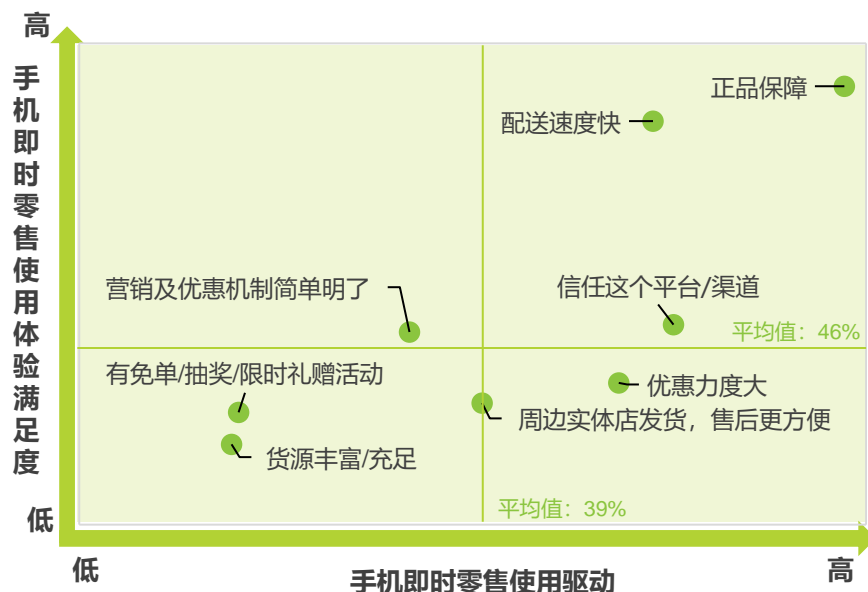 高
手机即时零售使用体验满足度
正品保障
配送速度快
营销及优惠机制简单明了
信任这个平台/渠道
平均值：46%
有免单/抽奖/限时礼赠活动
优惠力度大
周边实体店发货，售后更方便
货源丰富/充足
平均值：39%
低
低
手机即时零售使用驱动
高